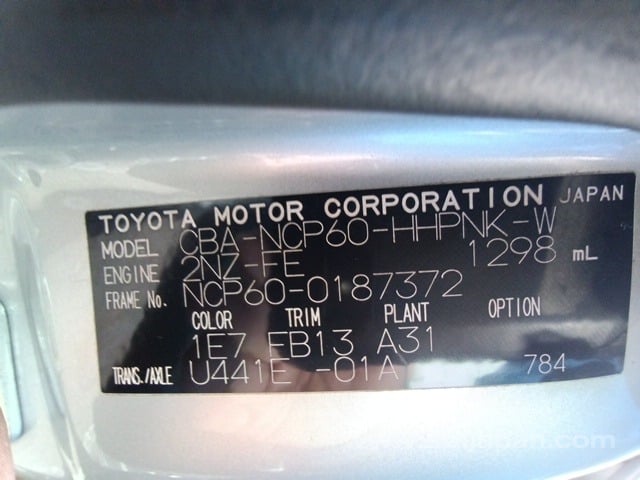 TOYOTA MOTOR CORPORATION JAPAN
MODEL CBA-NCP60-HHPNK-W
ENGINE 2NZ-FE 1298 mL
FRAME No. NCP60-0187372
COLOR TRIM PLANT OPTION
1E7 FB13 A31
TRANS./AXLE U441E -01A 784